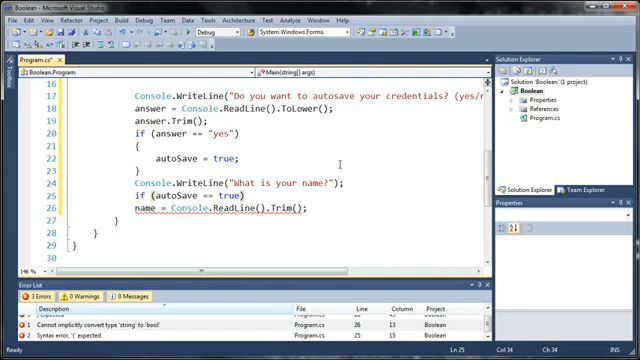 Boolean - Microsoft Visual Studio
File Edit View Refactor Project Build Debug Team Data Tools Architecture Test Analyze Window Help
Debug System.Windows.Forms.
Program.cs*
Boolean.Program Main(string[] args)
16
17 Console.WriteLine("Do you want to autosave your credentials? (yes/n
18 answer = Console.ReadLine().ToLower();
19 answer.Trim();
20 if (answer == "yes")
21 {
22 autoSave = true;
23 }
24 Console.WriteLine("What is your name?");
25 if (autoSave == true)
26 name = Console.ReadLine().Trim();
27 }
28 }
29 }
30
146 %
Toolbox
Solution Explorer
Solution 'Boolean' (1 project)
Boolean
Properties
References
Program.cs
Solution Explorer Team Explorer
Properties
Error List
3 Errors 0 Warnings 0 Messages
Description File Line Column Project
1 Cannot implicitly convert type 'string' to 'bool' Program.cs 26 13 Boolean
2 Syntax error, '(' expected Program.cs 26 18 Boolean
Ln 25 Col 34 Ch 34 INS